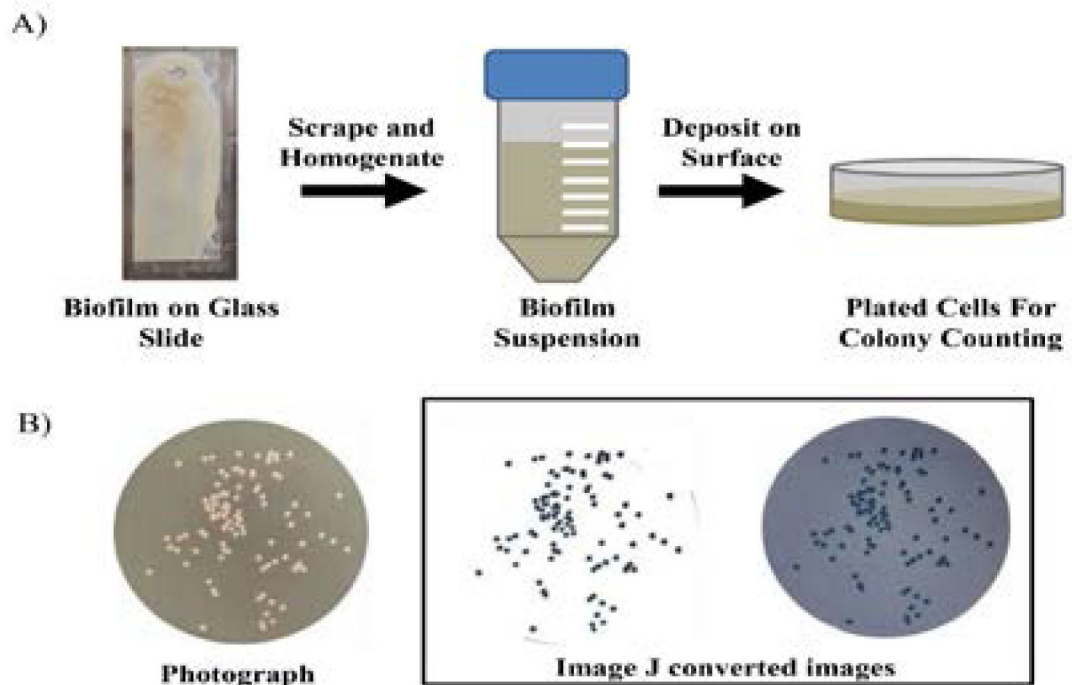 A)
Scrape and
Homogenate
Deposit on
Surface
Biofilm on Glass
Slide
Biofilm
Suspension
Plated Cells For
Colony Counting
B)
Photograph
Image J converted images